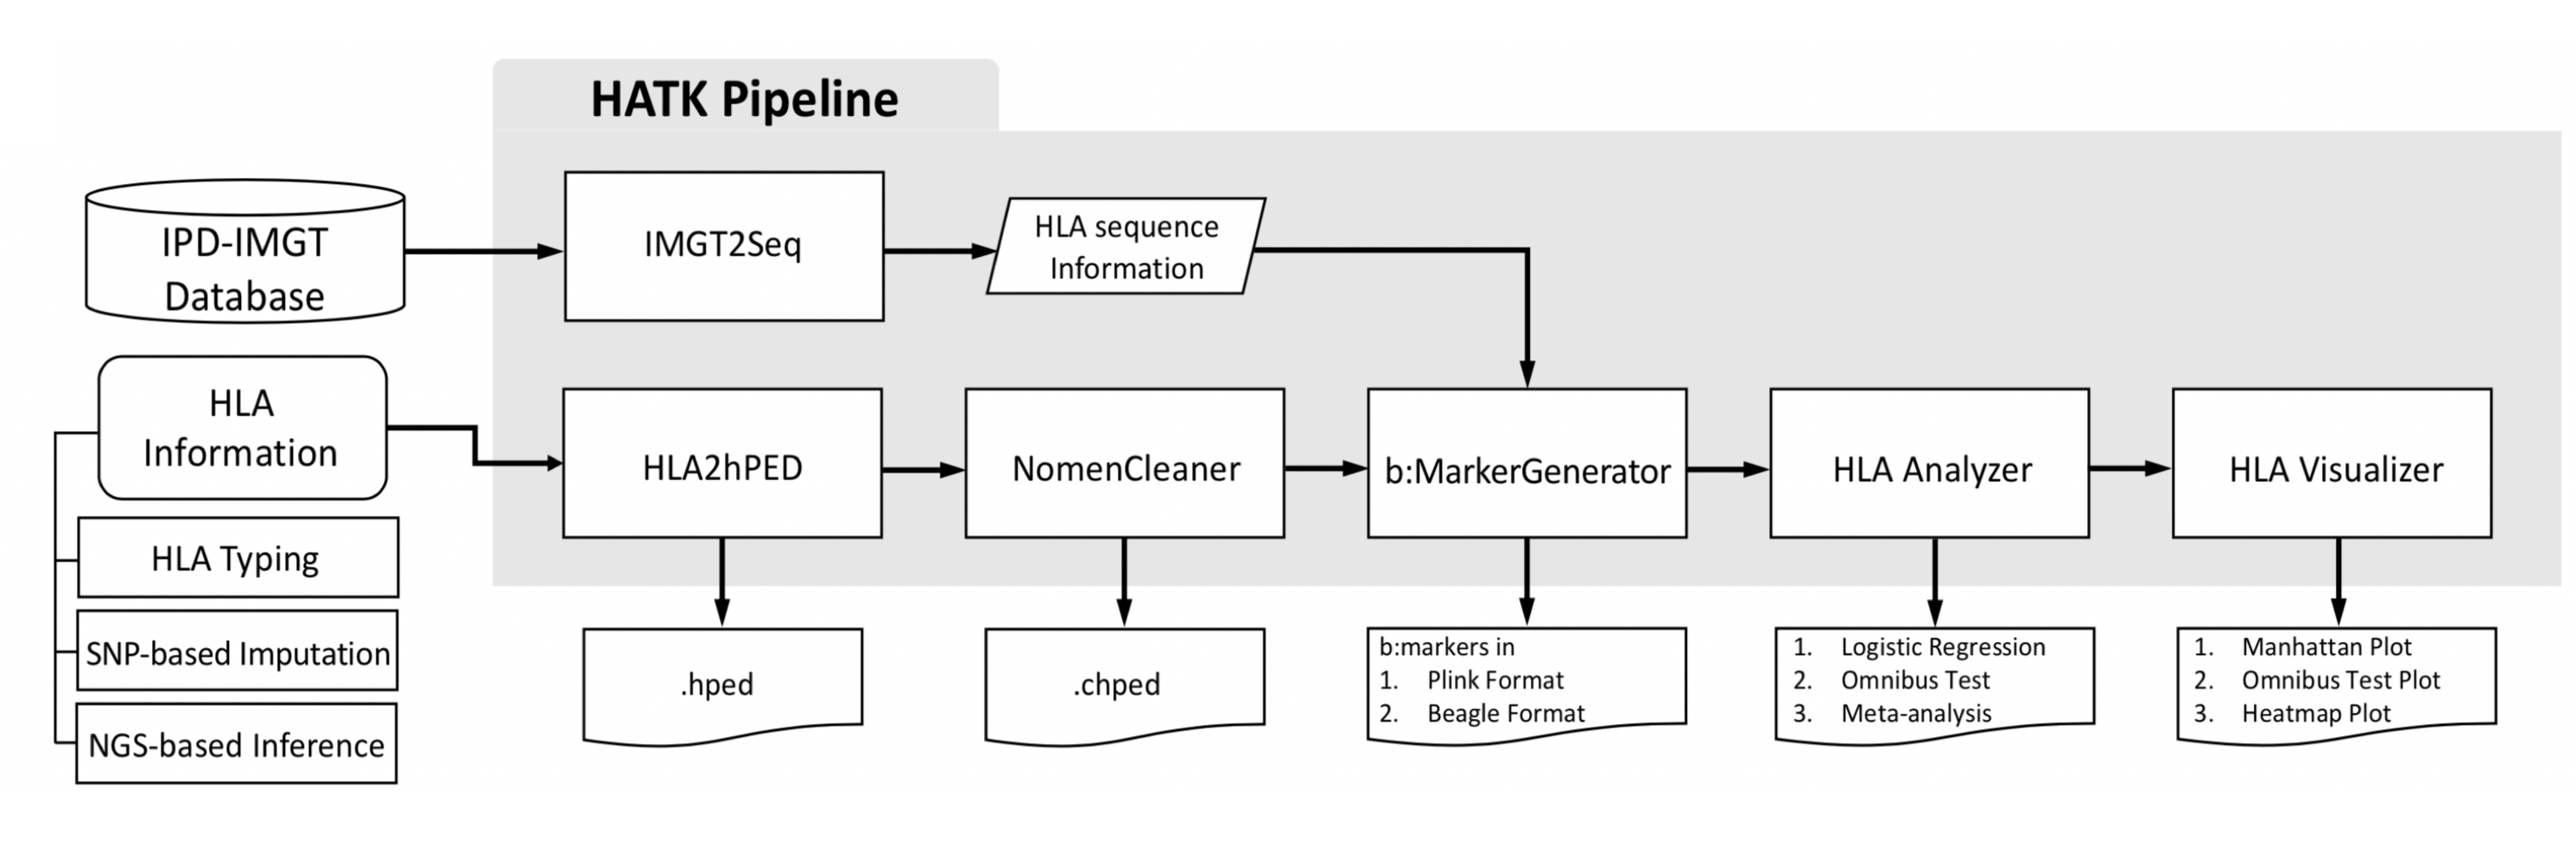 HATK Pipeline
IPD-IMGT
Database
IMGT2Seq
HLA sequence
Information
HLA
Information
HLA Typing
SNP-based Imputation
NGS-based Inference
HLA2hPED
NomenCleaner
b:MarkerGenerator
HLA Analyzer
HLA Visualizer
.hped
.chped
b:markers in
1. Plink Format
2. Beagle Format
1. Logistic Regression
2. Omnibus Test
3. Meta-analysis
1. Manhattan Plot
2. Omnibus Test Plot
3. Heatmap Plot